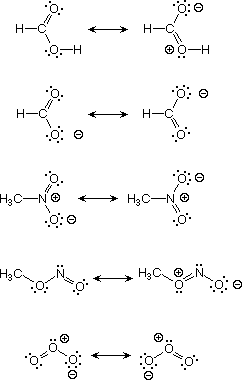 O O ⊖
H C H C
O H O H
⊕
O O ⊖
H C H C
O ⊖ O
O O ⊖
H₃C N ⊕ H₃C N ⊕
O ⊖ O
H₃C N H₃C ⊕ N
O O O O ⊖
⊕ ⊕
O O
O O O O
⊖ ⊖